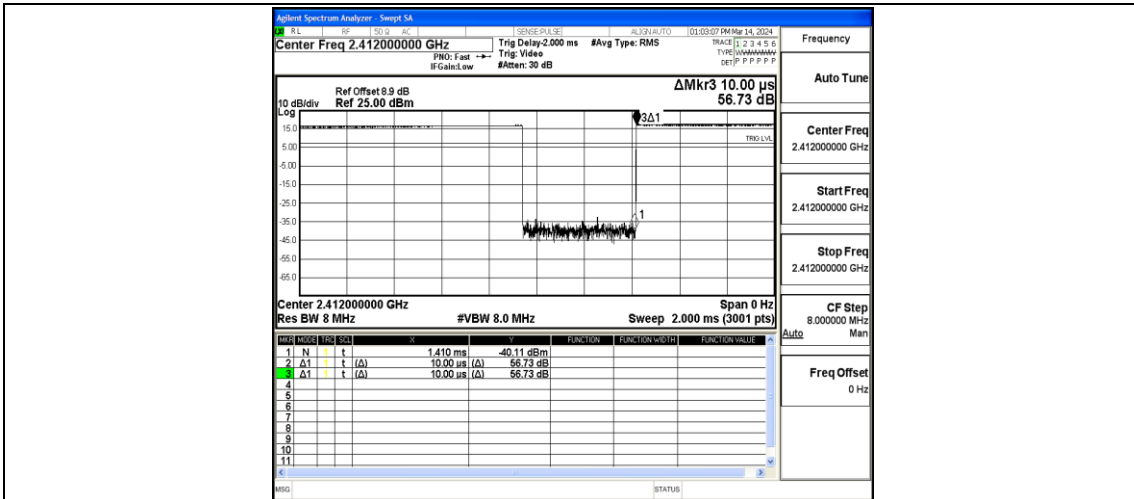 Agilent Spectrum Analyzer - Swept SA
RL RF 50 Ω AC SENSE:PULSE ALIGN AUTO 01:03:07 PM Mar 14, 2024
Center Freq 2.412000000 GHz
PNO: Fast
IFGain:Low
Trig Delay-2.000 ms
Trig: Video
#Atten: 30 dB
#Avg Type: RMS
TRACE 1 2 3 4 5 6
TYPE
DET P P P P P P
ΔMkr3 10.00 µs
56.73 dB
Ref Offset 8.9 dB
10 dB/div Ref 25.00 dBm
Log
15.0
5.00
-5.00
-15.0
-25.0
-35.0
-45.0
-55.0
-65.0
3Δ1
TRIG LVL
1
Center 2.412000000 GHz Span 0 Hz
Res BW 8 MHz #VBW 8.0 MHz Sweep 2.000 ms (3001 pts)
MKR MODE TRC SCL X Y FUNCTION FUNCTION WIDTH FUNCTION VALUE
1 N 1 t 1.410 ms -40.11 dBm
2 Δ1 1 t (Δ) 10.00 µs (Δ) 56.73 dB
3 Δ1 1 t (Δ) 10.00 µs (Δ) 56.73 dB
4
5
6
7
8
9
10
11
MSG STATUS
Frequency
Auto Tune
Center Freq
2.412000000 GHz
Start Freq
2.412000000 GHz
Stop Freq
2.412000000 GHz
CF Step
8.000000 MHz
Auto Man
Freq Offset
0 Hz